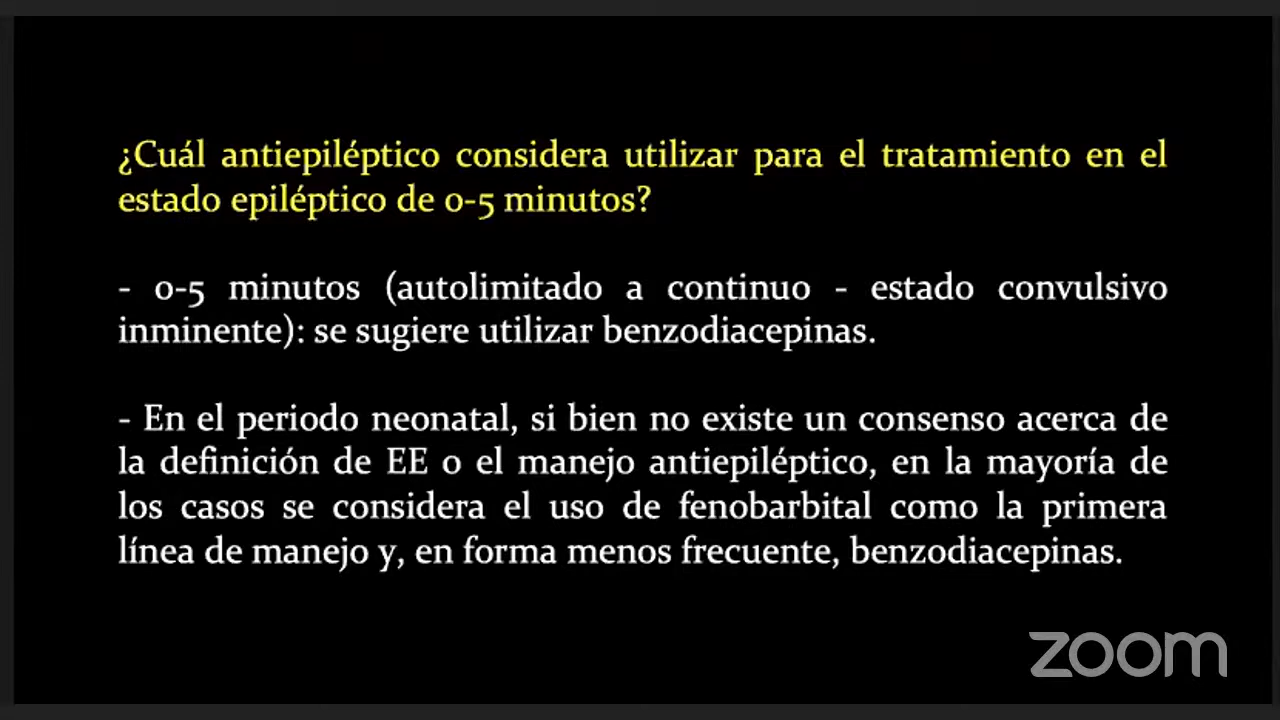 ¿Cuál antiepiléptico considera utilizar para el tratamiento en el
estado epiléptico de 0-5 minutos?
- 0-5 minutos (autolimitado a continuo - estado convulsivo
inminente): se sugiere utilizar benzodiacepinas.
- En el periodo neonatal, si bien no existe un consenso acerca de
la definición de EE o el manejo antiepiléptico, en la mayoría de
los casos se considera el uso de fenobarbital como la primera
línea de manejo y, en forma menos frecuente, benzodiacepinas.
zoom